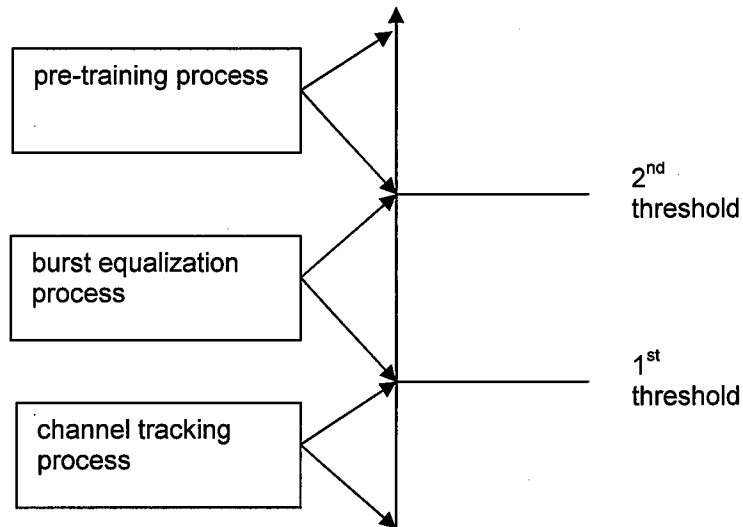 pre-training process
2nd
threshold
burst equalization
process
1st
threshold
channel tracking
process